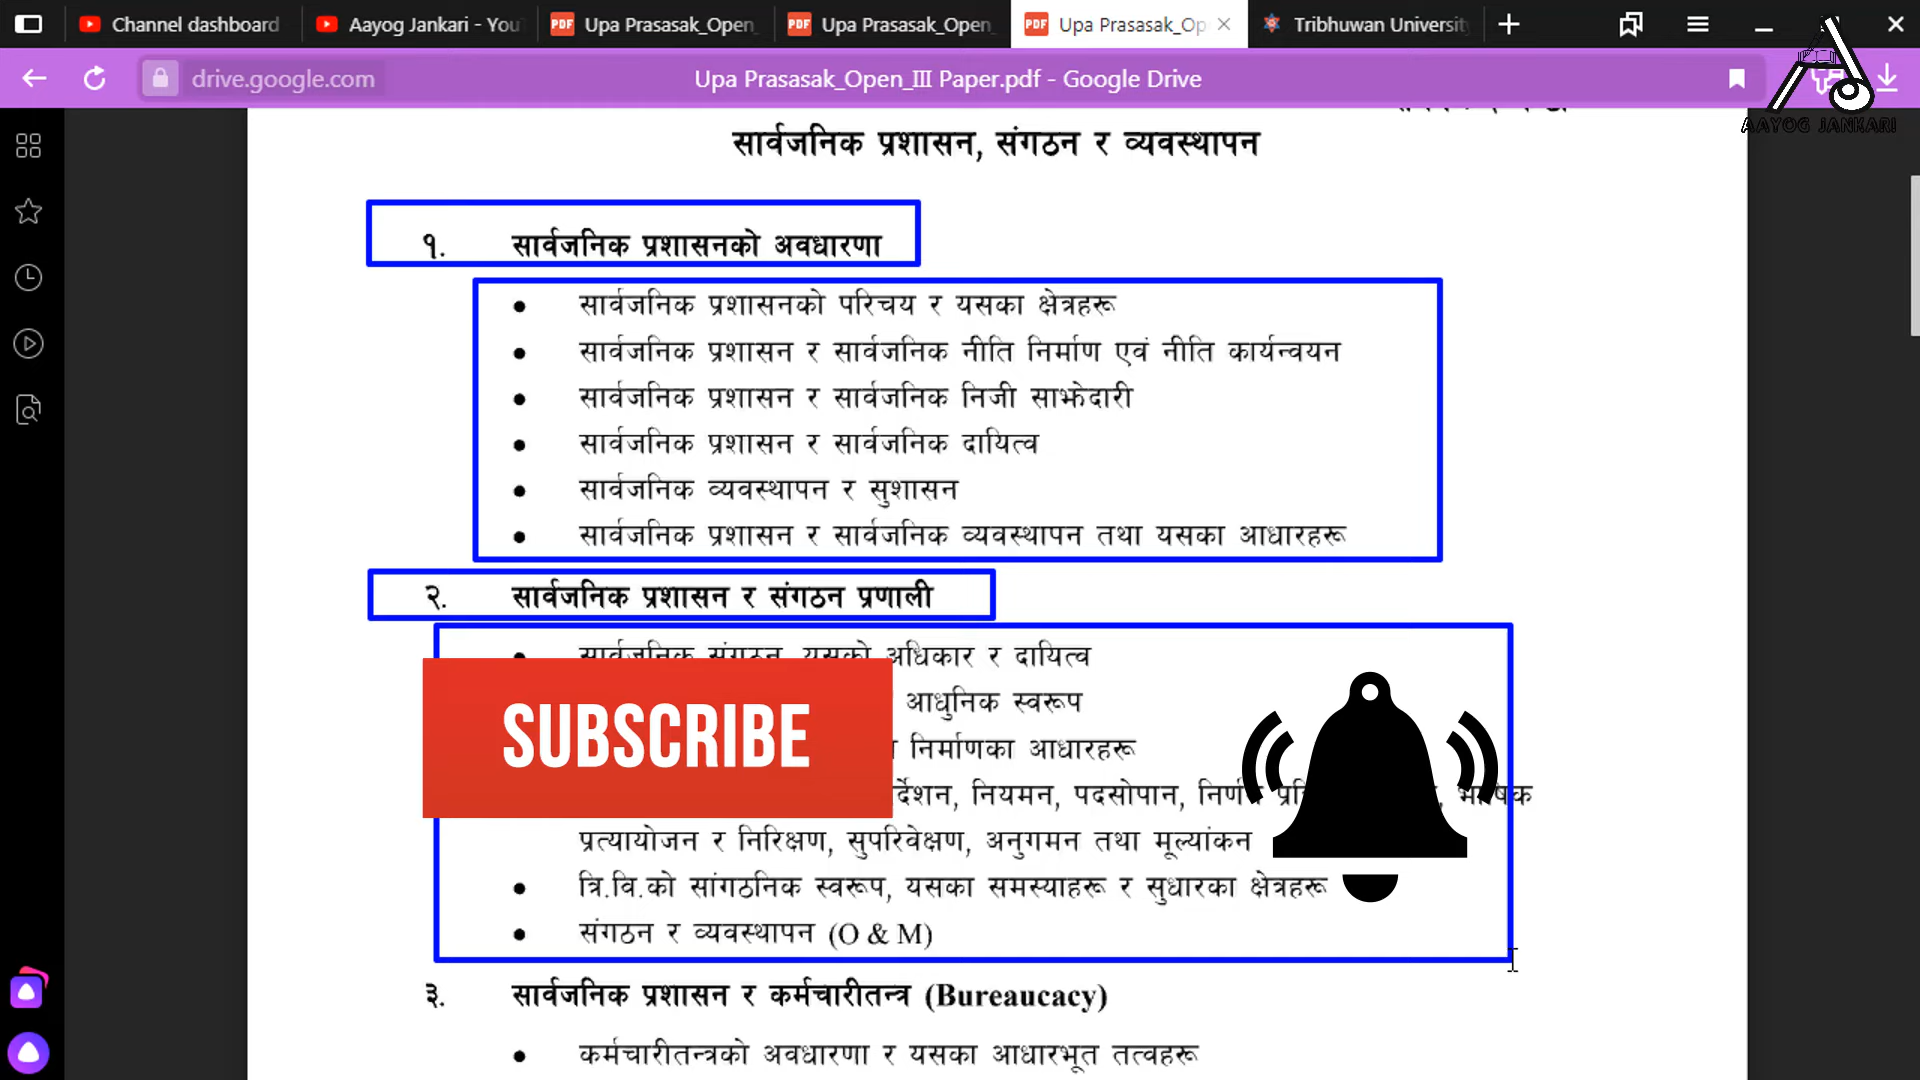 Channel dashboard
Aayog Jankari - You
Upa Prasasak_Open_
Upa Prasasak_Open_
Upa Prasasak_Op
Tribhuwan University
drive.google.com
Upa Prasasak_Open_III Paper.pdf - Google Drive
AAYOG JANKARI
सार्वजनिक प्रशासन, संगठन र व्यवस्थापन
१. सार्वजनिक प्रशासनको अवधारणा
● सार्वजनिक प्रशासनको परिचय र यसका क्षेत्रहरू
● सार्वजनिक प्रशासन र सार्वजनिक नीति निर्माण एवं नीति कार्यन्वयन
● सार्वजनिक प्रशासन र सार्वजनिक निजी साझेदारी
● सार्वजनिक प्रशासन र सार्वजनिक दायित्व
● सार्वजनिक व्यवस्थापन र सुशासन
● सार्वजनिक प्रशासन र सार्वजनिक व्यवस्थापन तथा यसका आधारहरू
२. सार्वजनिक प्रशासन र संगठन प्रणाली
● सार्वजनिक संगठन, यसको अधिकार र दायित्व
आधुनिक स्वरूप
निर्माणका आधारहरू
SUBSCRIBE
नियमन, पदसोपान,
प्रत्यायोजन र निरिक्षण, सुपरिवेक्षण, अनुगमन तथा मूल्यांकन
● त्रि.वि.को सांगठनिक स्वरूप, यसका समस्याहरू र सुधारका क्षेत्रहरू
● संगठन र व्यवस्थापन (O & M)
३. सार्वजनिक प्रशासन र कर्मचारीतन्त्र (Bureaucacy)
● कर्मचारीतन्त्रको अवधारणा र यसका आधारभूत तत्वहरू